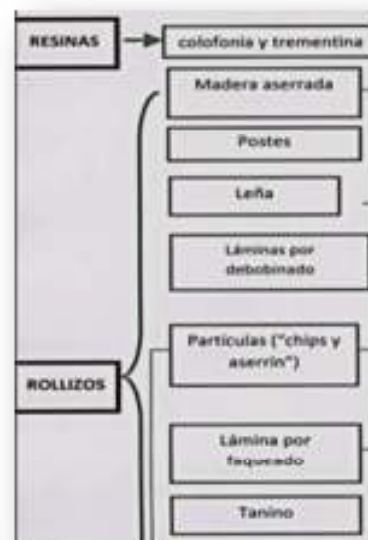 RESINAS
colofonia y trementina
Madera aserrada
Postes
Leña
Láminas por
debobinado
Partículas ("chips y
aserrín")
ROLLIZOS
Lámina por
faqueado
Tanino